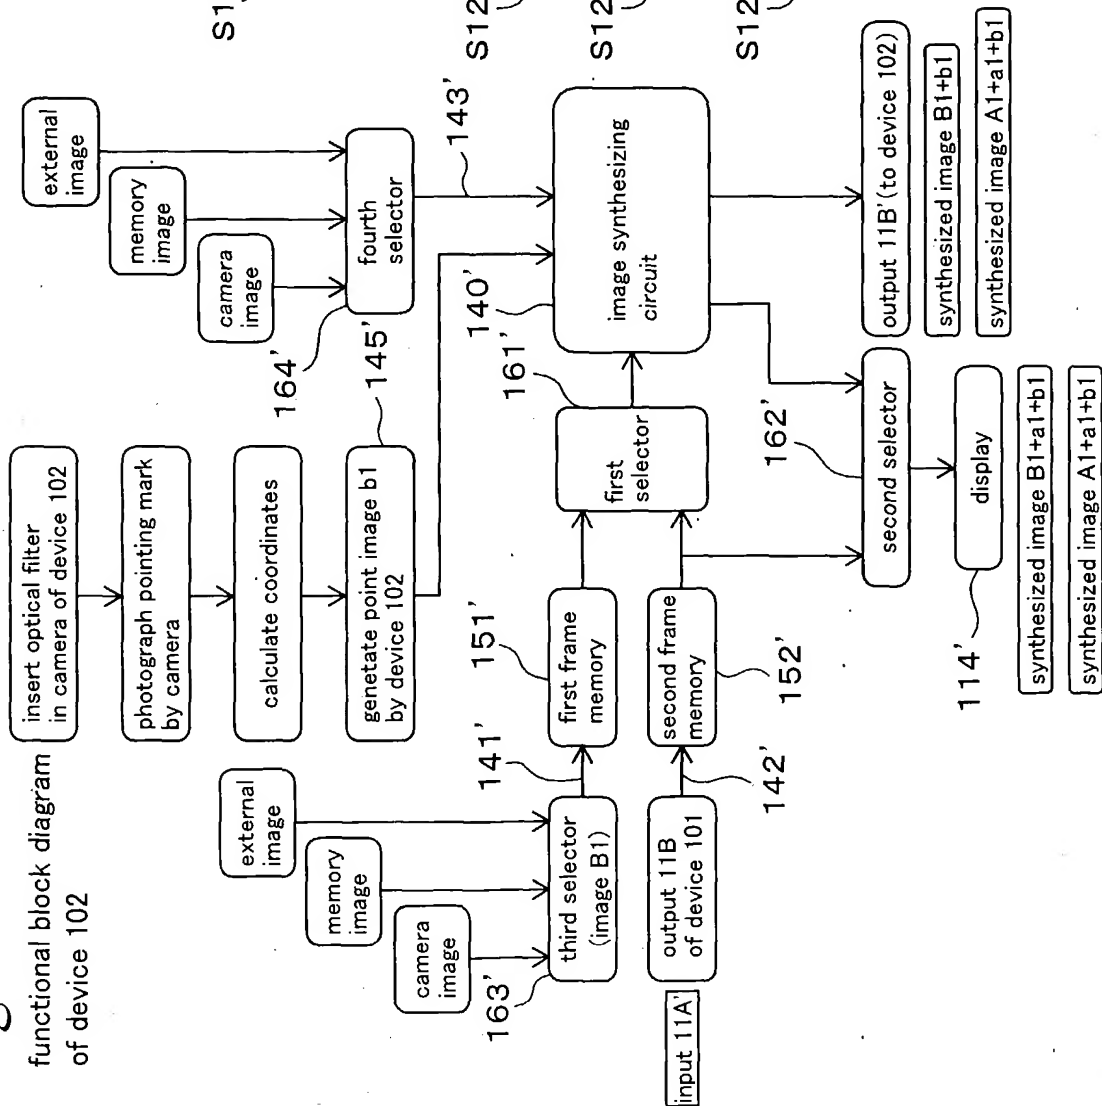 functional block diagram
of device 102
insert optical filter
in camera of device 102
photograph pointing mark
by camera
calculate coordinates
genetate point image b1
by device 102
145'
external
image
memory
image
camera
image
fourth
selector
164'
143'
external
image
memory
image
camera
image
third selector
(image B1)
163'
141'
first frame
memory
151'
input 11A'
output 11B
of device 101
142'
second frame
memory
152'
first
selector
161'
image synthesizing
circuit
140'
second selector
162'
display
114'
synthesized image B1+a1+b1
synthesized image A1+a1+b1
output 11B'(to device 102)
synthesized image B1+b1
synthesized image A1+a1+b1
S12
S12
S12